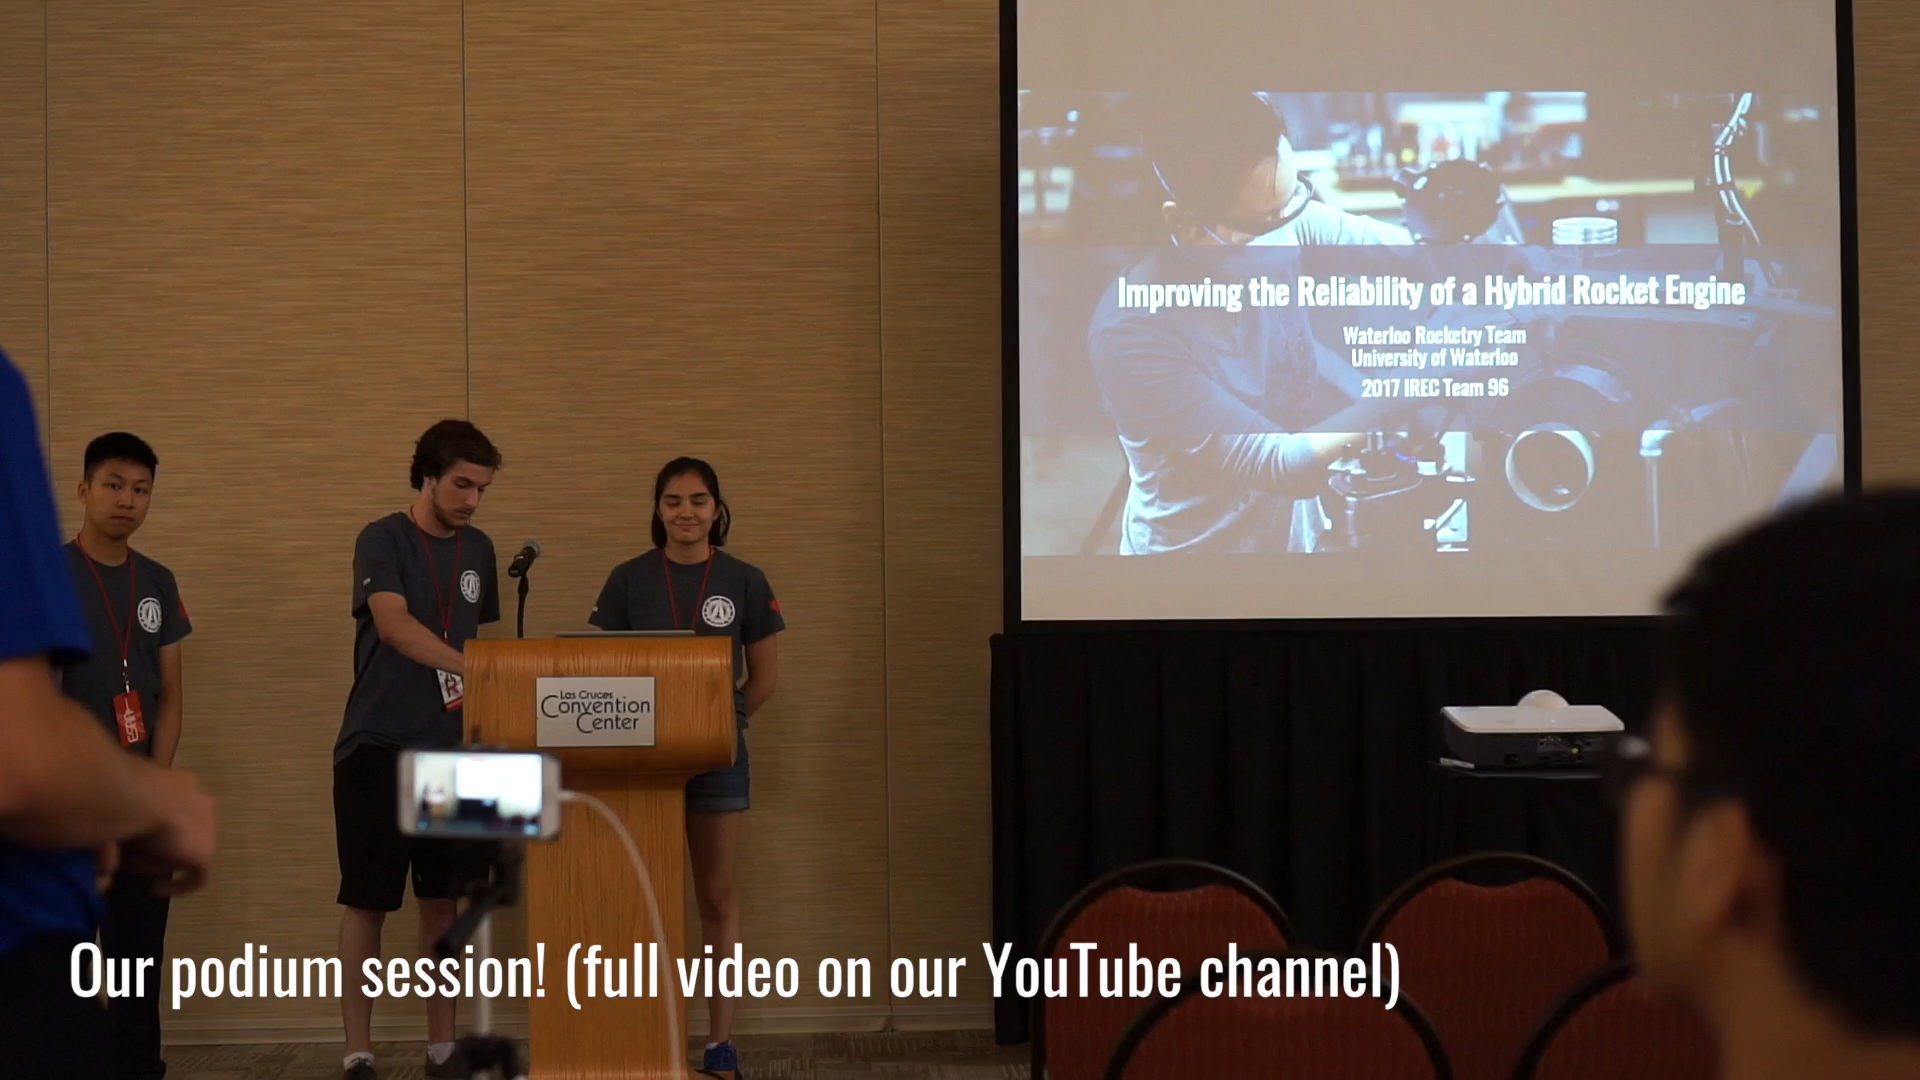 Improving the Reliability of a Hybrid Rocket Engine
Waterloo Rocketry Team
University of Waterloo
2017 IREC Team 96
Las Cruces
Convention
Center
Our podium session! (full video on our YouTube channel)